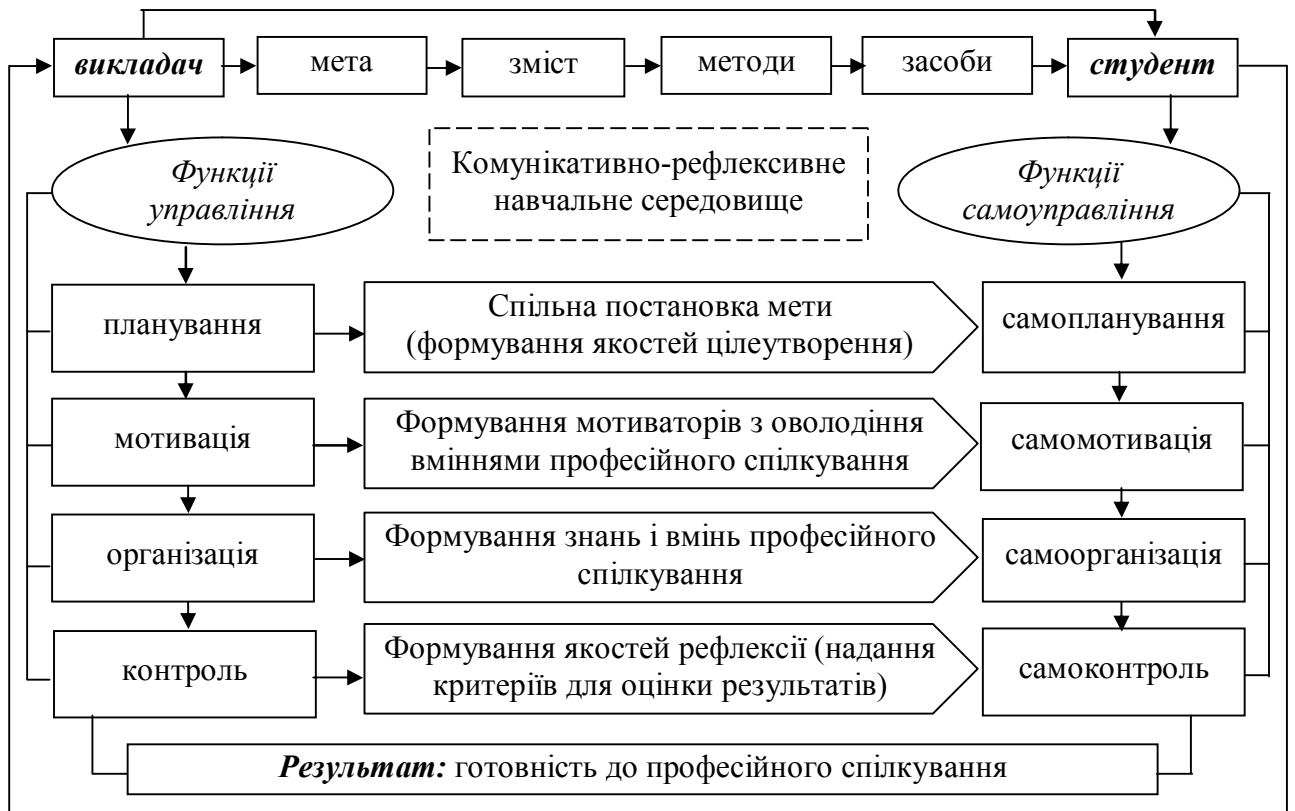 викладач
мета
зміст
методи
засоби
студент
Функції
управління
Комунікативно-рефлексивне
навчальне середовище
Функції
самоуправління
планування
Спільна постановка мети
(формування якостей цілеутворення)
самопланування
мотивація
Формування мотиваторів з оволодіння
вміннями професійного спілкування
самомотивація
організація
Формування знань і вмінь професійного
спілкування
самоорганізація
контроль
Формування якостей рефлексії (надання
критеріїв для оцінки результатів)
самоконтроль
Результат: готовність до професійного спілкування